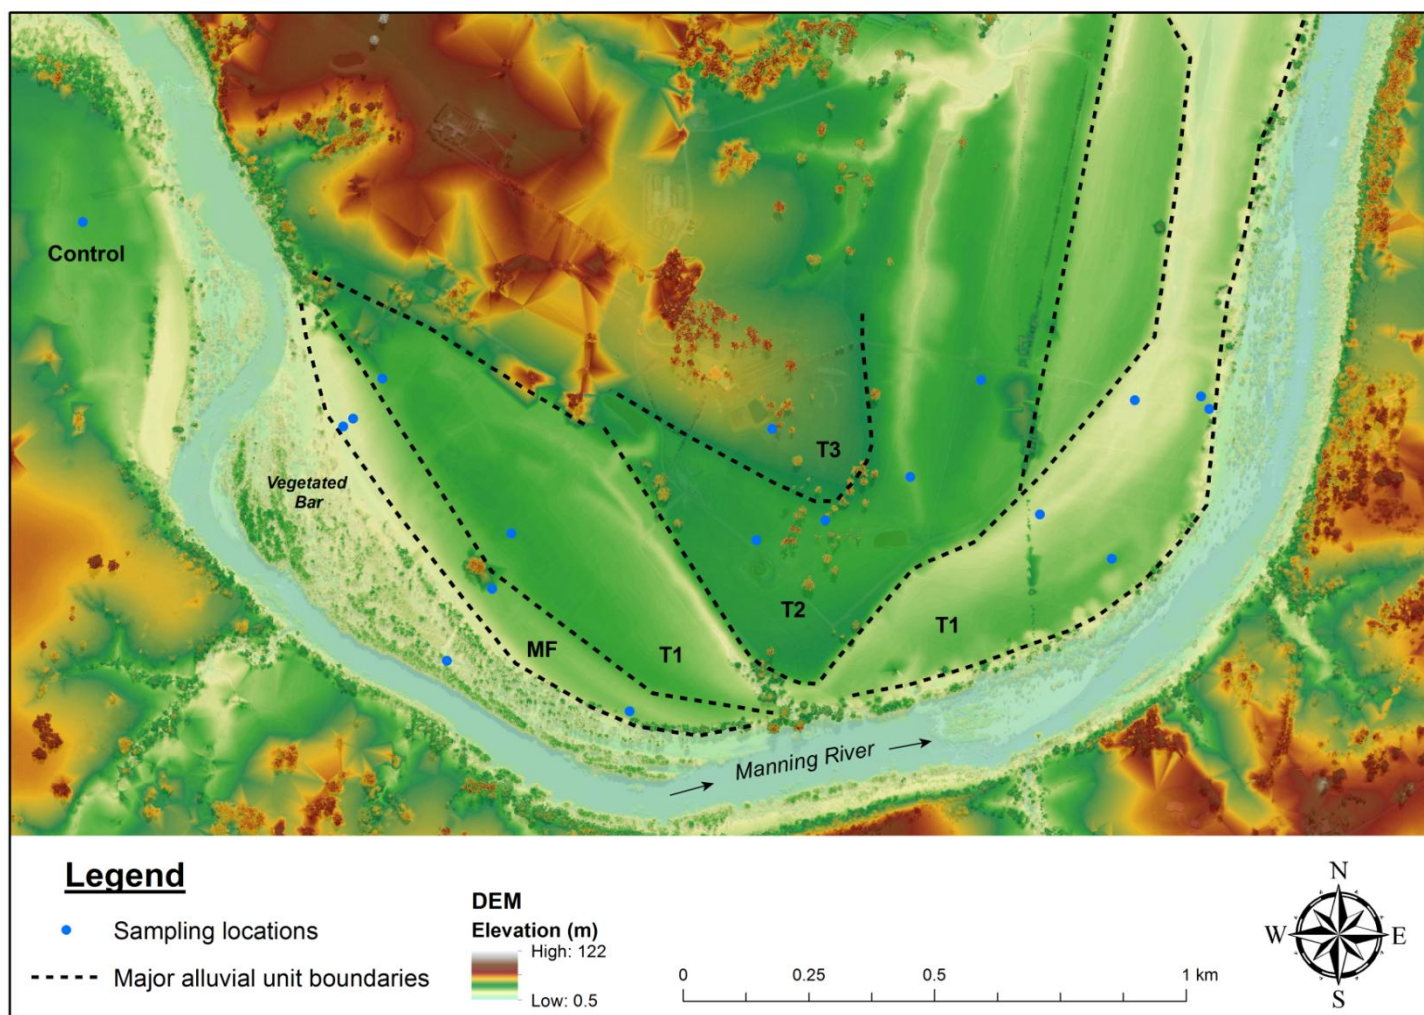 Control
T3
Vegetated
Bar
T2
T1
MF
T1
Manning River
Legend
Sampling locations
Major alluvial unit boundaries
DEM
Elevation (m)
High: 122
Low: 0.5
0 0.25 0.5 1 km
N
W E
S